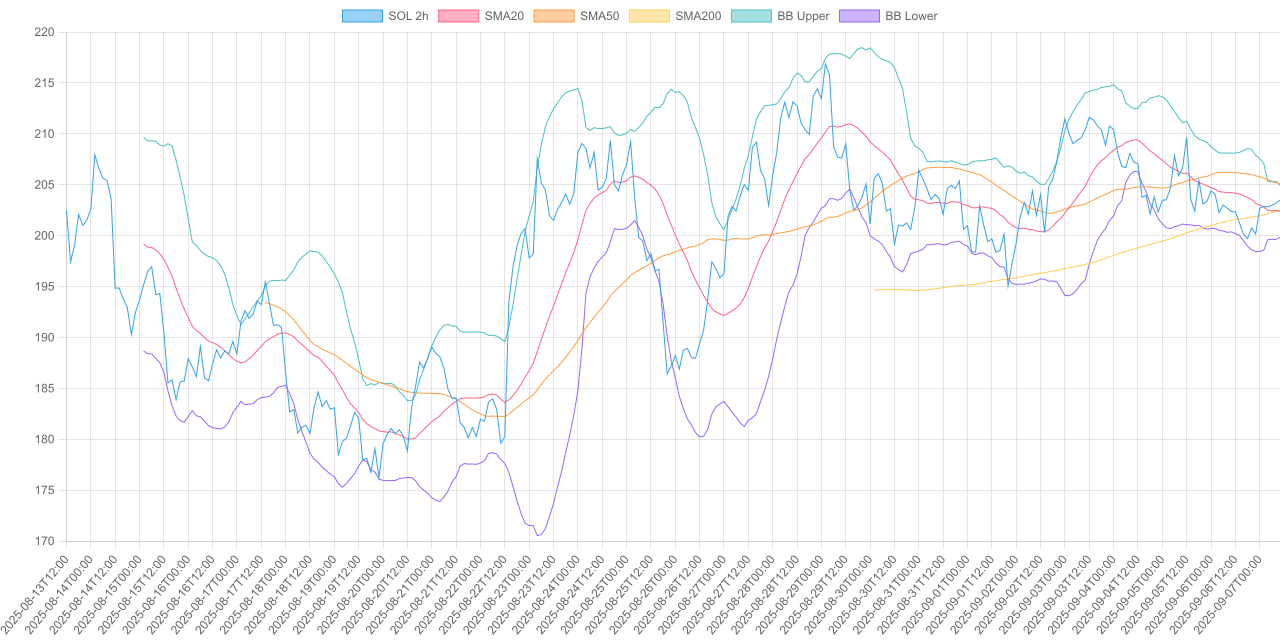 SOL 2h SMA20 SMA50 SMA200 BB Upper BB Lower
220
215
210
205
200
195
190
185
180
175
170
2025-08-13T12:00
2025-08-14T00:00
2025-08-14T12:00
2025-08-15T00:00
2025-08-15T12:00
2025-08-16T00:00
2025-08-16T12:00
2025-08-17T00:00
2025-08-17T12:00
2025-08-18T00:00
2025-08-18T12:00
2025-08-19T00:00
2025-08-19T12:00
2025-08-20T00:00
2025-08-20T12:00
2025-08-21T00:00
2025-08-21T12:00
2025-08-22T00:00
2025-08-22T12:00
2025-08-23T00:00
2025-08-23T12:00
2025-08-24T00:00
2025-08-24T12:00
2025-08-25T00:00
2025-08-25T12:00
2025-08-26T00:00
2025-08-26T12:00
2025-08-27T00:00
2025-08-27T12:00
2025-08-28T00:00
2025-08-28T12:00
2025-08-29T00:00
2025-08-29T12:00
2025-08-30T00:00
2025-08-30T12:00
2025-08-31T00:00
2025-08-31T12:00
2025-09-01T00:00
2025-09-01T12:00
2025-09-02T00:00
2025-09-02T12:00
2025-09-03T00:00
2025-09-03T12:00
2025-09-04T00:00
2025-09-04T12:00
2025-09-05T00:00
2025-09-05T12:00
2025-09-06T00:00
2025-09-06T12:00
2025-09-07T00:00